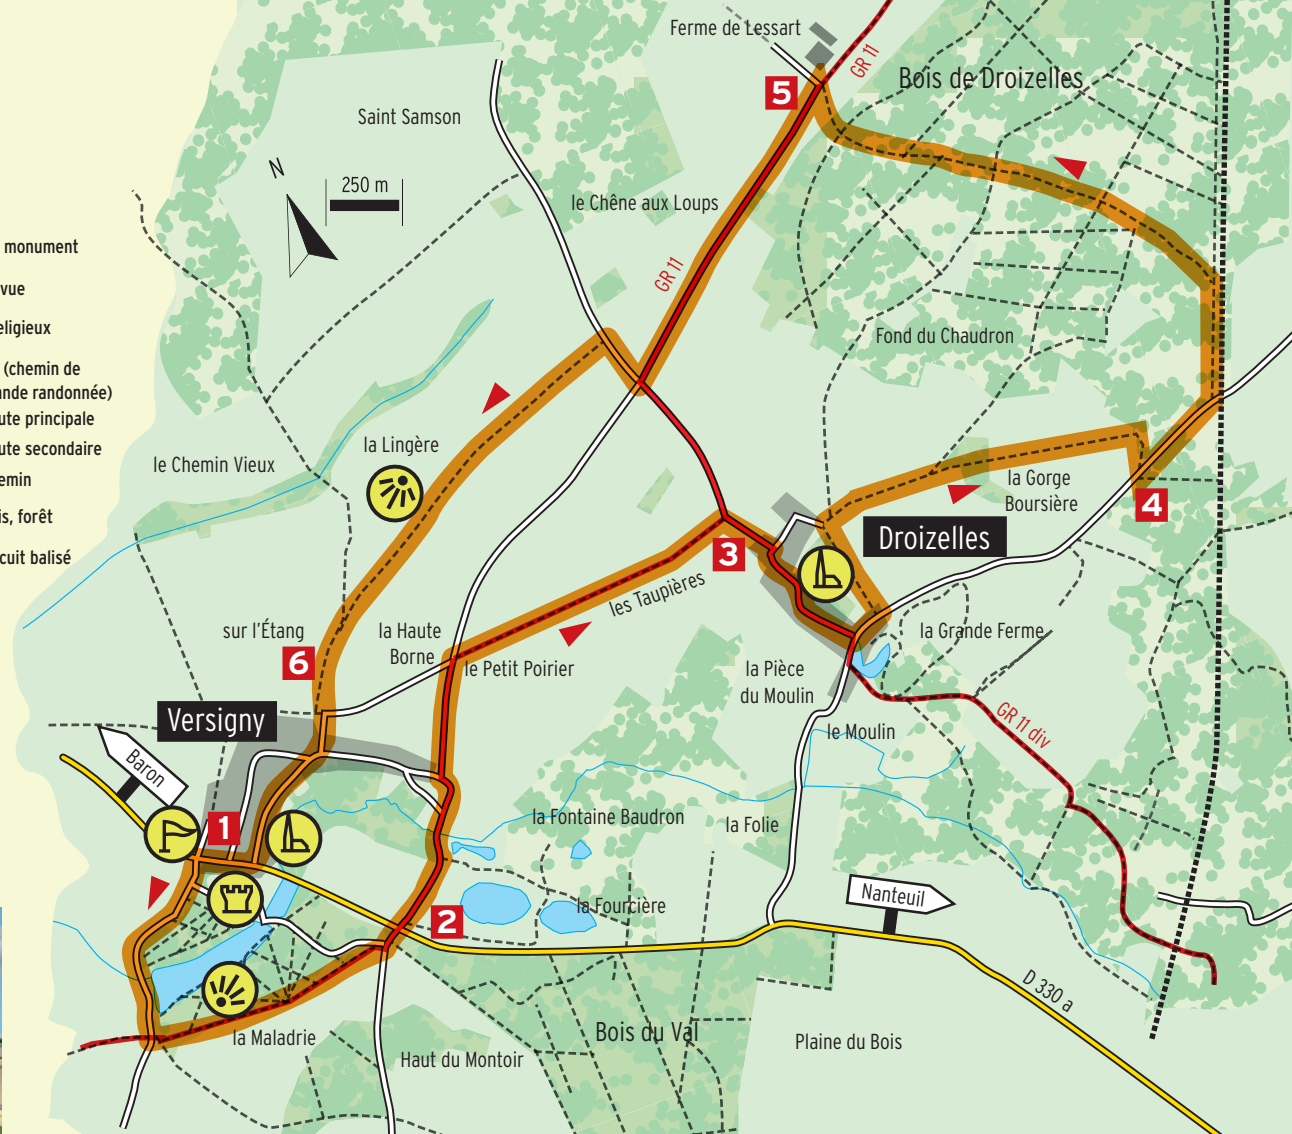 Ferme de Lessart
GR 11
Bois de Droizelles
5
Saint Samson
N
250 m
le Chêne aux Loups
GR 11
monument
vue
eligieux
(chemin de
ande randonnée)
ute principale
ute secondaire
emin
is, forêt
cuit balisé
Fond du Chaudron
la Lingère
le Chemin Vieux
la Gorge
Boursière
4
Droizelles
3
les Taupières
sur l'Étang
la Haute
Borne
6
le Petit Poirier
la Grande Ferme
la Pièce
du Moulin
Versigny
le Moulin
GR 11 div
Baron
1
la Fontaine Baudron
la Folie
Nanteuil
la Fourcière
2
D 330 a
la Maladrie
Haut du Montoir
Bois du Val
Plaine du Bois